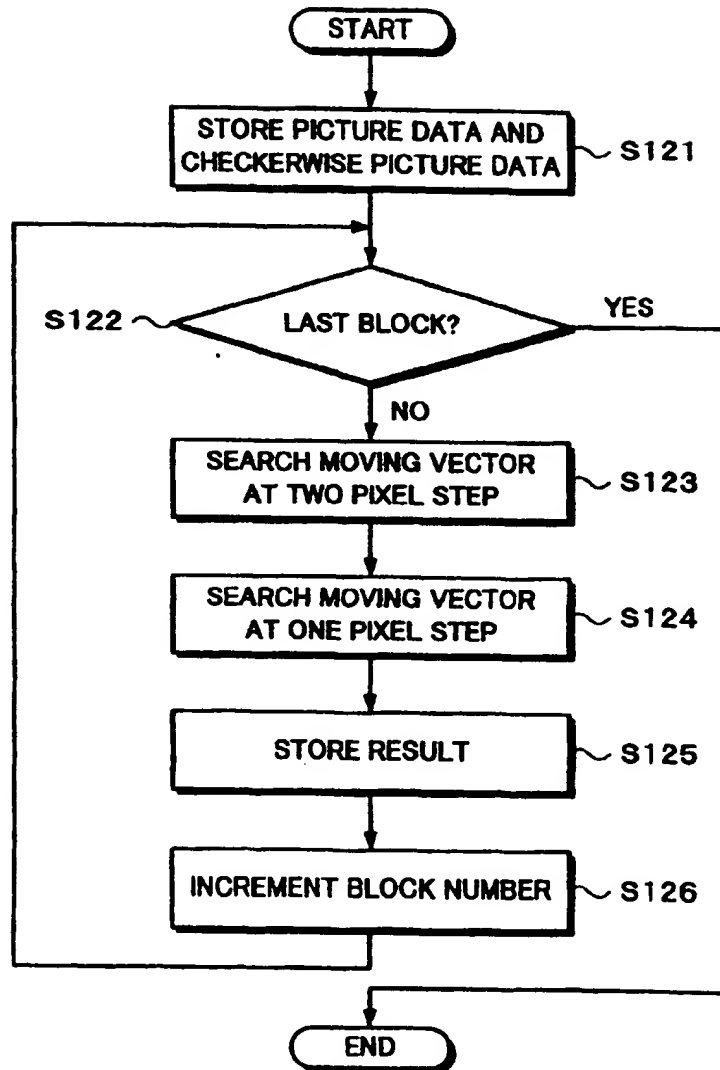 START
STORE PICTURE DATA AND
CHECKERWISE PICTURE DATA
S121
S122
LAST BLOCK?
YES
NO
SEARCH MOVING VECTOR
AT TWO PIXEL STEP
S123
SEARCH MOVING VECTOR
AT ONE PIXEL STEP
S124
STORE RESULT
S125
INCREMENT BLOCK NUMBER
S126
END